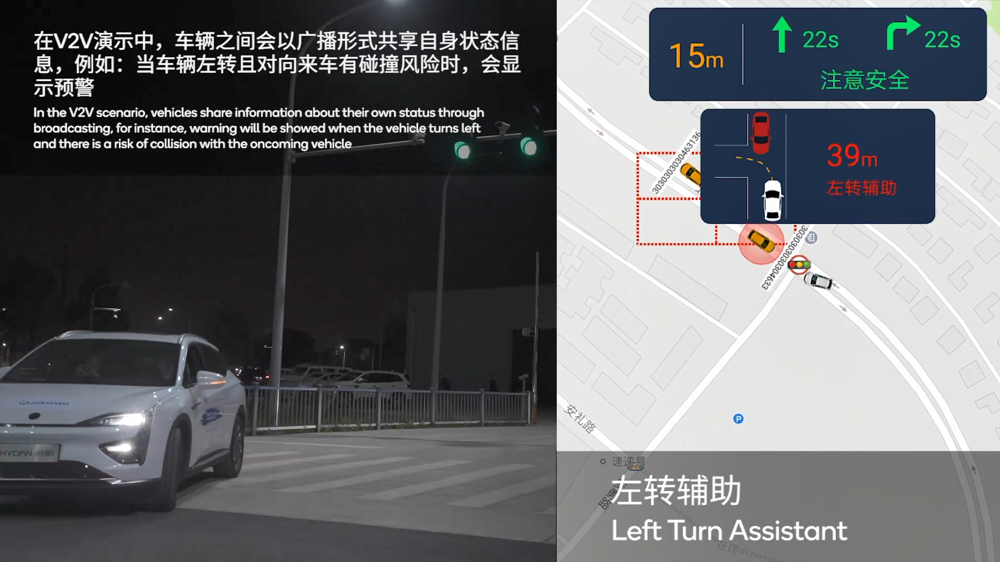 在V2V演示中，车辆之间会以广播形式共享自身状态信
息，例如：当车辆左转且对向来车有碰撞风险时，会显
示预警
In the V2V scenario, vehicles share information about their own status through
broadcasting, for instance, warning will be showed when the vehicle turns left
and there is a risk of collision with the oncoming vehicle
Qualcomm
HYCAN
15m
22s
22s
注意安全
39m
左转辅助
3030303030463136
30303030304633
P
安礼路
速递易
左转辅助
Left Turn Assistant
在建